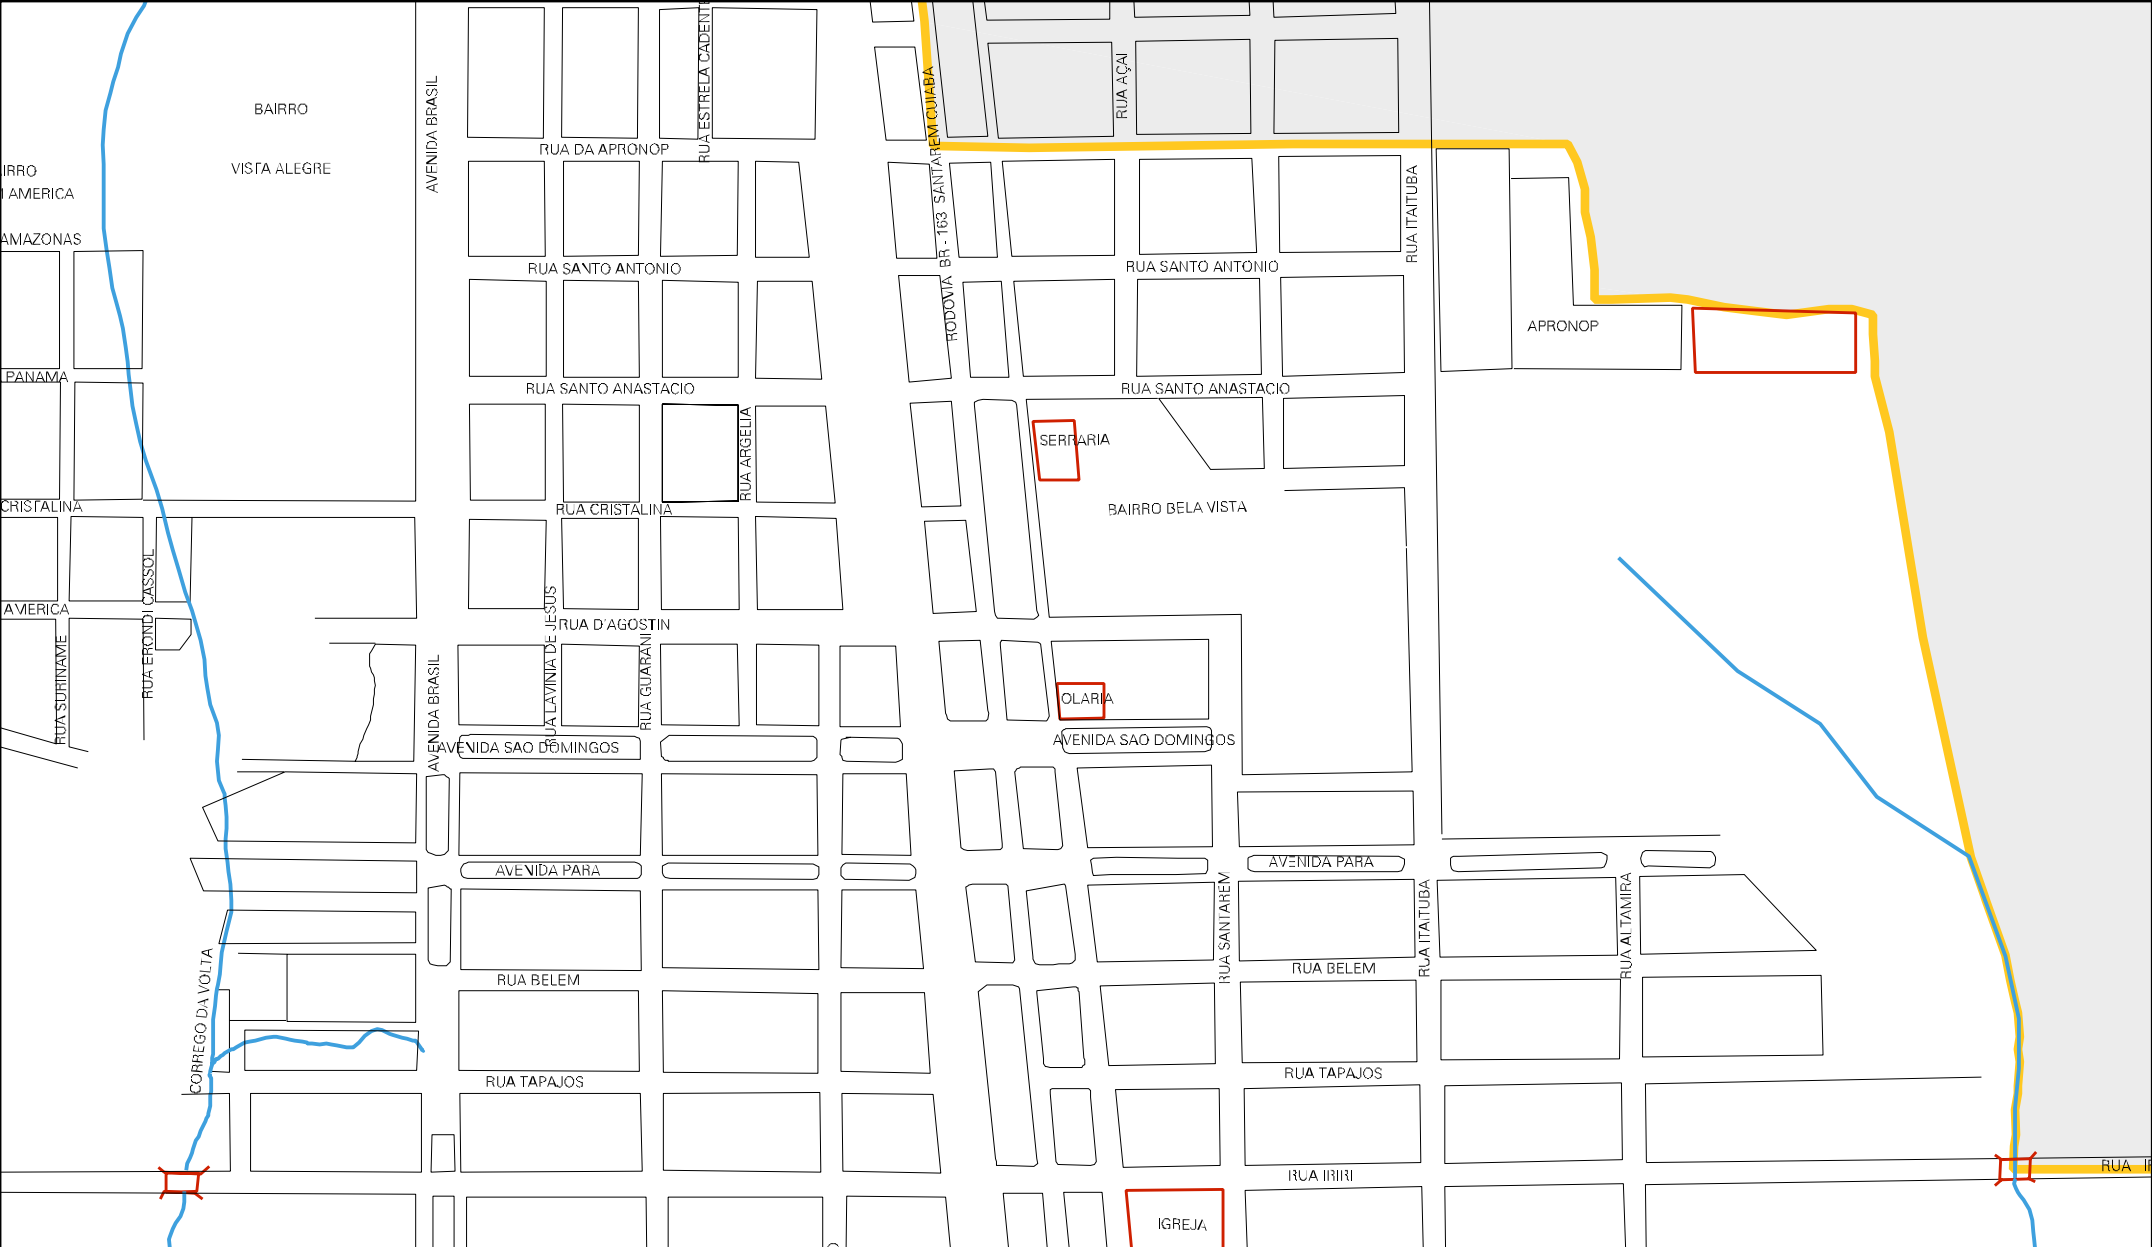 BAIRRO
VISTA ALEGRE
IRRO
AMERICA
AMAZONAS
PANAMA
CRISTALINA
AMERICA
RUA SURINAME
RUA ERONDI CASSOL
CORREGO DA VOLTA
AVENIDA BRASIL
RUA ESTRELA CADENTE
RUA DA APRONOP
RUA SANTO ANTONIO
RUA SANTO ANASTACIO
RUA ARGELIA
RUA CRISTALINA
RUA LAVINIA DE JESUS
RUA D'AGOSTIN
RUA GUARANI
AVENIDA BRASIL
AVENIDA SAO DOMINGOS
AVENIDA PARA
RUA BELEM
RUA TAPAJOS
RODOVIA BR - 163 SANTAREM CUIABA
RUA AÇAI
RUA ITAITUBA
RUA SANTO ANTONIO
APRONOP
RUA SANTO ANASTACIO
SERRARIA
BAIRRO BELA VISTA
OLARIA
AVENIDA SAO DOMINGOS
AVENIDA PARA
RUA SANTAREM
RUA ITAITUBA
RUA ALTAMIRA
RUA BELEM
RUA TAPAJOS
RUA IRIRI
RUA
IGREJA